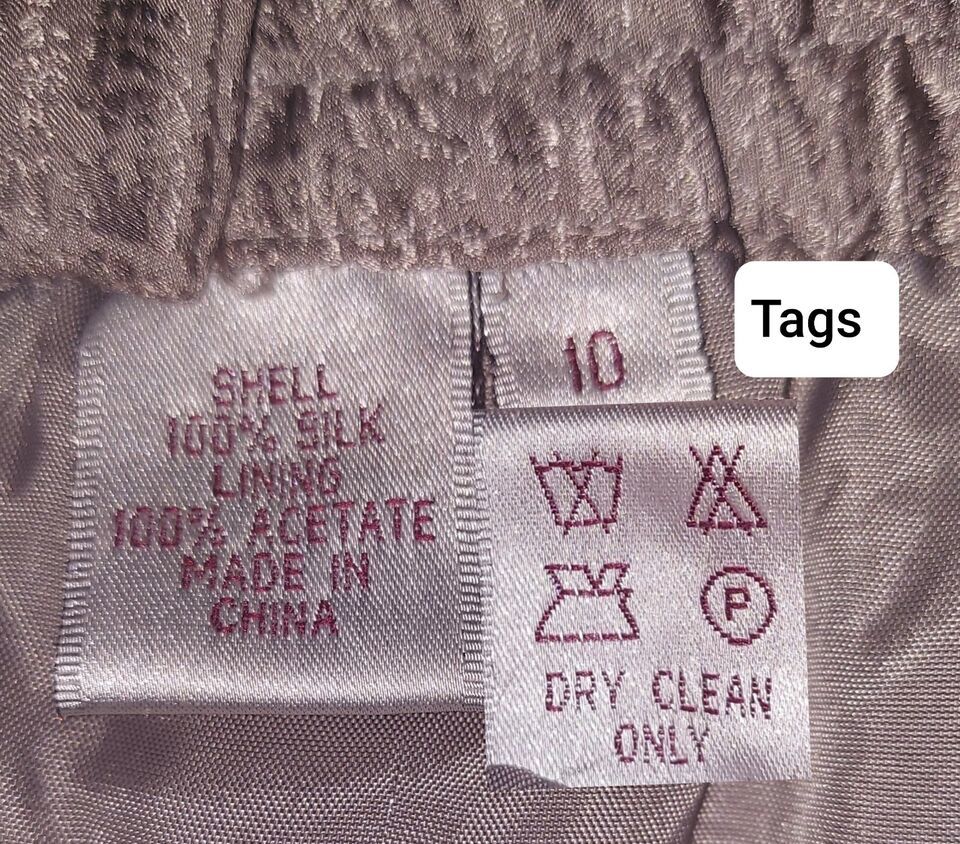 SHELL
100% SILK
LINING
100% ACETATE
MADE IN
CHINA
10
Tags
P
DRY CLEAN
ONLY